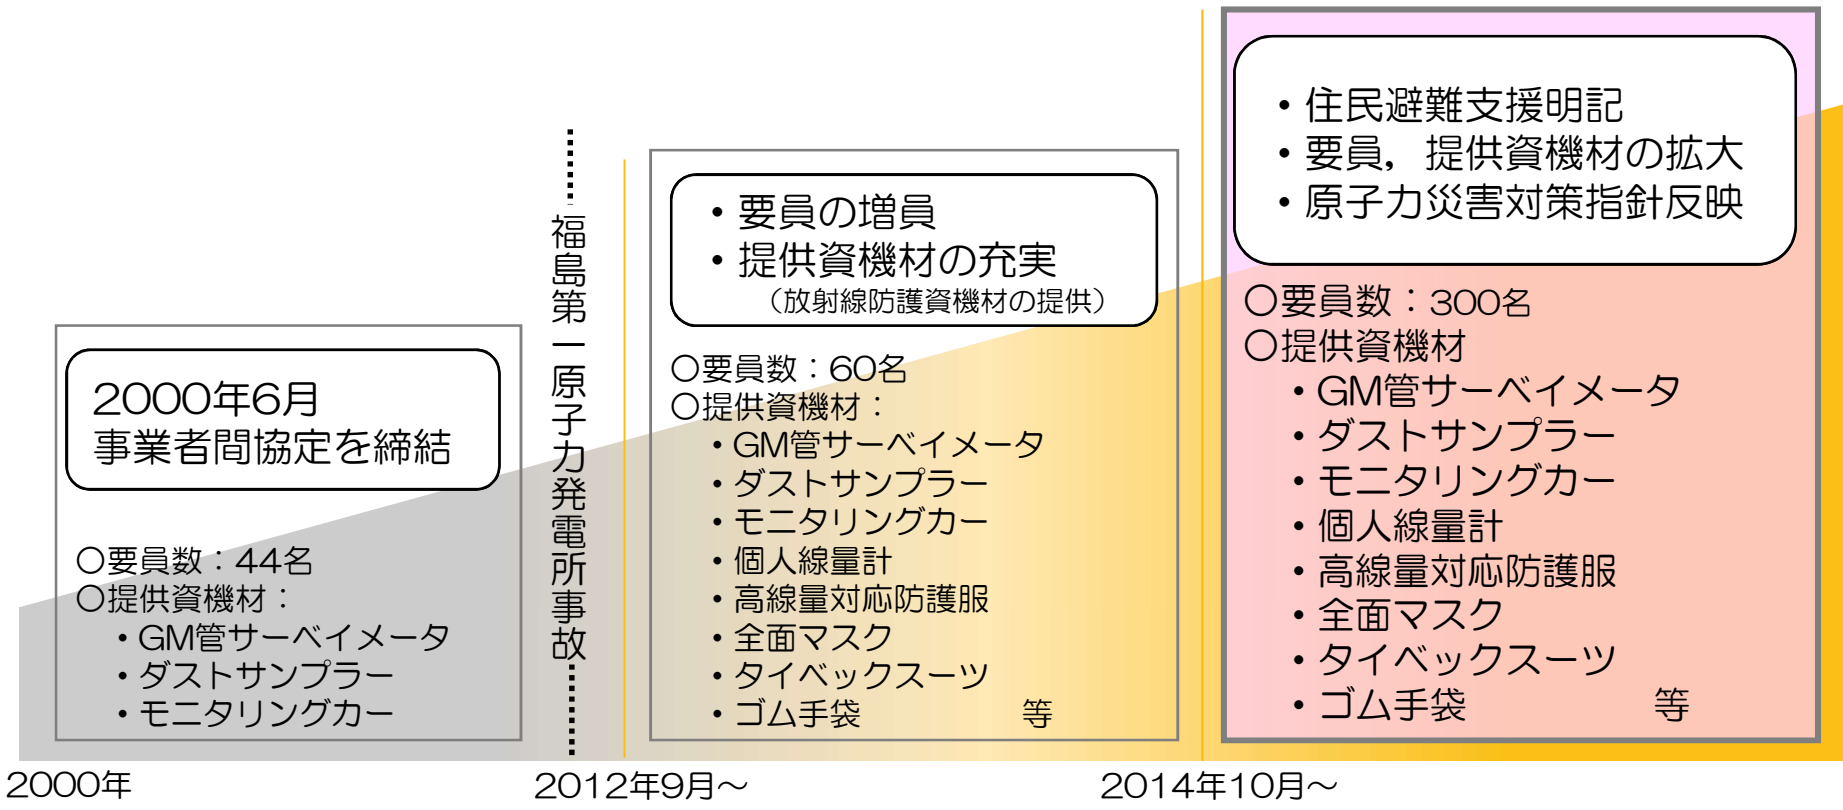 2000年6月
事業者間協定を締結
〇要員数：44名
〇提供資機材：
・GM管サーベイメータ
・ダストサンプラー
・モニタリングカー
福島第一原子力発電所事故
・要員の増員
・提供資機材の充実
（放射線防護資機材の提供）
〇要員数：60名
〇提供資機材：
・GM管サーベイメータ
・ダストサンプラー
・モニタリングカー
・個人線量計
・高線量対応防護服
・全面マスク
・タイベックスーツ
・ゴム手袋　　　　　等
・住民避難支援明記
・要員，提供資機材の拡大
・原子力災害対策指針反映
〇要員数：300名
〇提供資機材
・GM管サーベイメータ
・ダストサンプラー
・モニタリングカー
・個人線量計
・高線量対応防護服
・全面マスク
・タイベックスーツ
・ゴム手袋　　　　　等
2000年
2012年9月～
2014年10月～